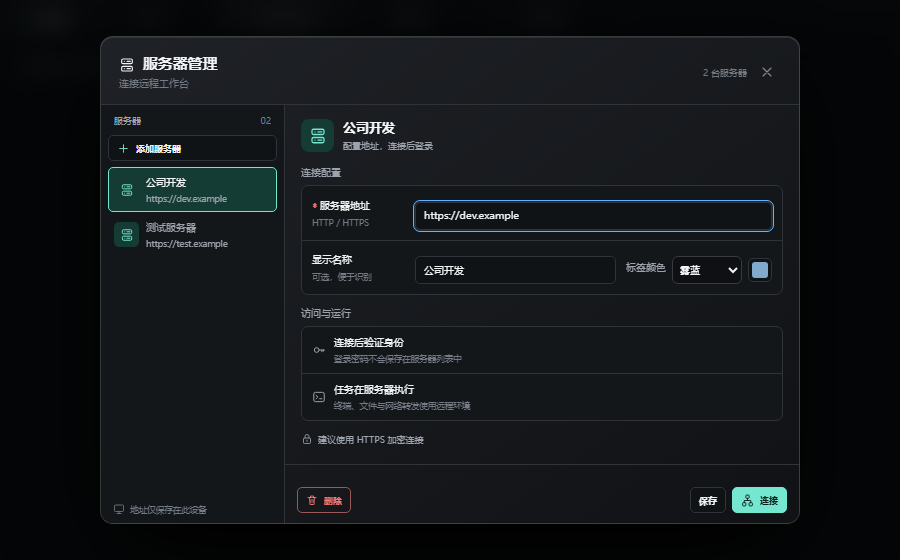 服务器管理
连接远程工作台
2 台服务器
服务器
02
添加服务器
公司开发
https://dev.example
测试服务器
https://test.example
地址仅保存在此设备
公司开发
配置地址，连接后登录
连接配置
* 服务器地址
HTTP / HTTPS
https://dev.example
显示名称
可选，便于识别
公司开发
标签颜色
雾蓝
访问与运行
连接后验证身份
登录密码不会保存在服务器列表中
任务在服务器执行
终端、文件与网络转发使用远程环境
建议使用 HTTPS 加密连接
删除
保存
连接